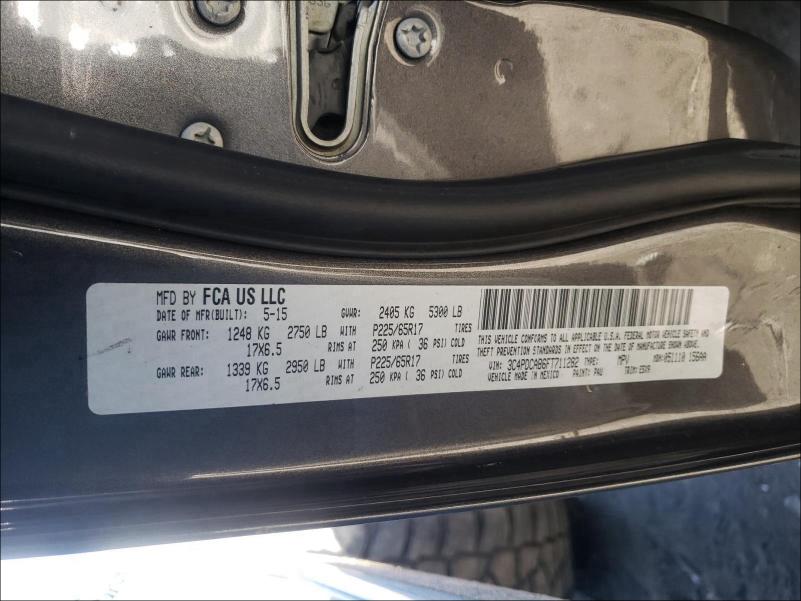 MFD BY FCA US LLC
DATE OF MFR(BUILT): 5-15 GVWR: 2405 KG 5300 LB
GAWR FRONT: 1248 KG 2750 LB WITH P225/65R17 TIRES
17X6.5 RIMS AT 250 KPA ( 36 PSI) COLD
GAWR REAR: 1339 KG 2950 LB WITH P225/65R17 TIRES
17X6.5 RIMS AT 250 KPA ( 36 PSI) COLD
THIS VEHICLE CONFORMS TO ALL APPLICABLE U.S.A. FEDERAL MOTOR VEHICLE SAFETY AND
THEFT PREVENTION STANDARDS IN EFFECT ON THE DATE OF MANUFACTURE SHOWN ABOVE.
VIN: 3C4PDCAB6FT711282 TYPE: MPV MDH: 051110 156AA
VEHICLE MADE IN MEXICO PAINT: PAU TRIM: